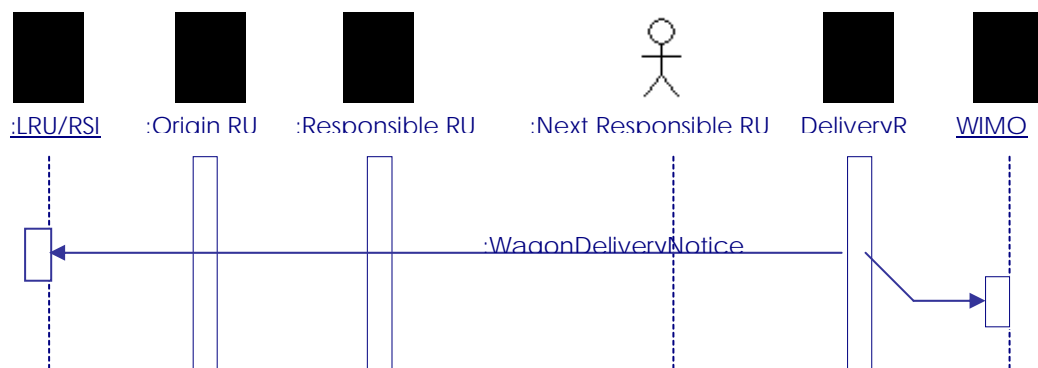 :LRU/RSI
:Origin RU
:Responsible RU
:Next Responsible RU
DeliveryR
WIMO
:WagonDeliveryNotice